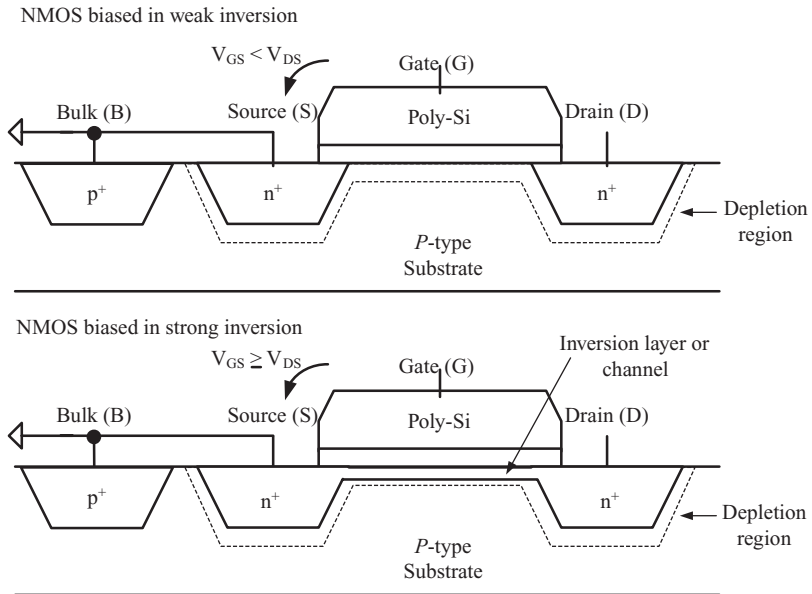 NMOS biased in weak inversion
V_GS < V_DS
Gate (G)
Bulk (B)
Source (S)
Poly-Si
Drain (D)
p⁺
n⁺
n⁺
Depletion
region
P-type
Substrate
NMOS biased in strong inversion
Inversion layer or
channel
V_GS ≥ V_DS
Gate (G)
Bulk (B)
Source (S)
Poly-Si
Drain (D)
p⁺
n⁺
n⁺
Depletion
region
P-type
Substrate